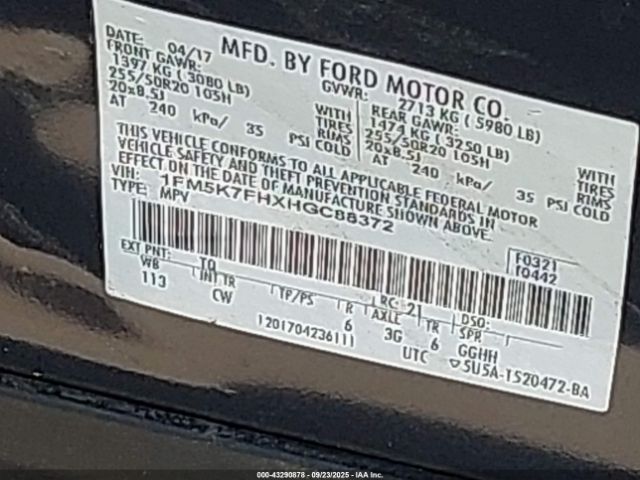 MFD. BY FORD MOTOR CO.
DATE: 04/17 GVWR: 2713 KG ( 5980 LB)
FRONT GAWR: REAR GAWR:
1397 KG ( 3080 LB) WITH 1474 KG ( 3250 LB) WITH
255/50R20 105H TIRES 255/50R20 105H TIRES
20x8.5J RIMS 20x8.5J RIMS
AT 240 kPa/ 35 PSI COLD AT 240 kPa/ 35 PSI COLD
THIS VEHICLE CONFORMS TO ALL APPLICABLE FEDERAL MOTOR
VEHICLE SAFETY AND THEFT PREVENTION STANDARDS IN
EFFECT ON THE DATE OF MANUFACTURE SHOWN ABOVE.
VIN: 1FM5K7FHXHGC88372
TYPE: MPV
F0321
T0442
EXT PNT: TQ RC: 2 DSO:
WB INT TR TP/PS R AXLE TR SPR
113 CW 6 3G 6 GGHH
1201704236111 UTC ▽5U5A-1520472-BA
000-43290878 - 09/23/2025 - IAA Inc.